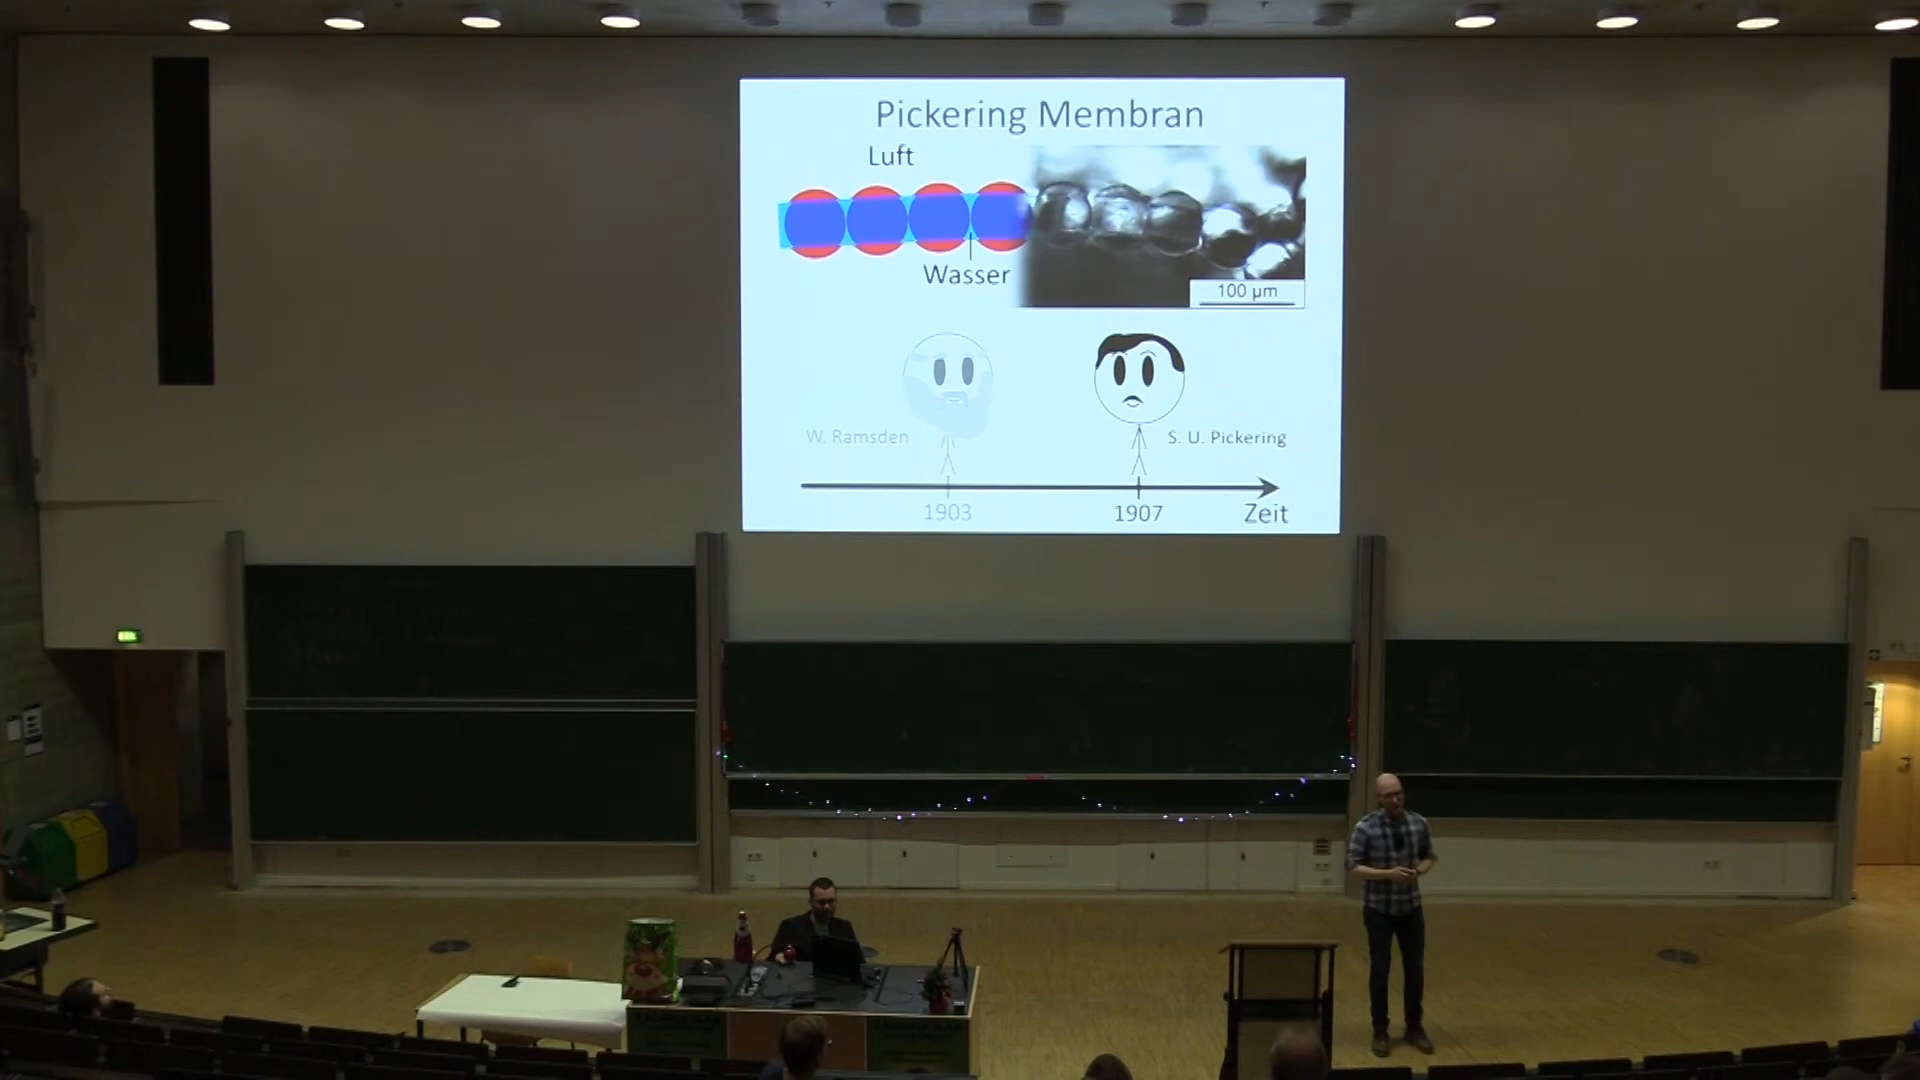 Pickering Membran
Luft
Wasser
100 µm
W. Ramsden
S. U. Pickering
1903
1907
Zeit